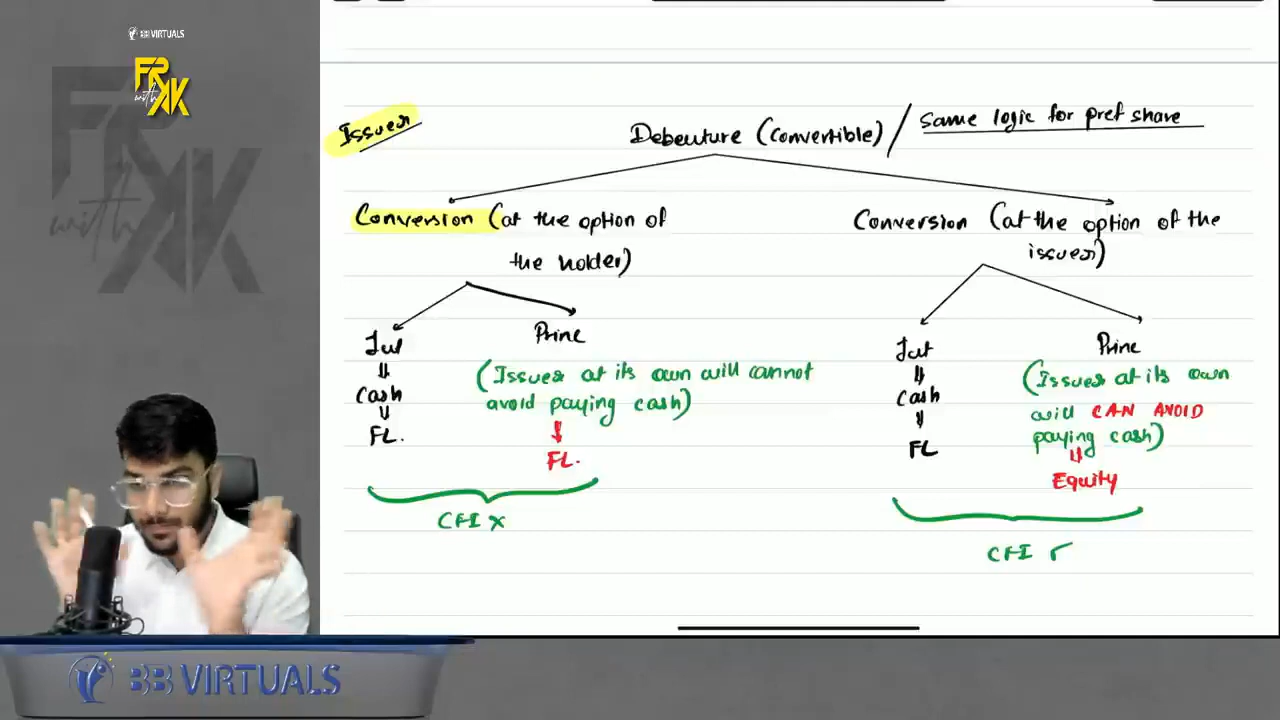 BB VIRTUALS
FR
with
KK
Issuer
Debenture (Convertible) / Same logic for pref share
Conversion (at the option of
the holder)
Conversion (at the option of the
issuer)
Int
Princ
Cash
FL.
(Issuer at its own will cannot
avoid paying cash)
FL.
CFI x
Int
Princ
Cash
FL
(Issuer at its own
will CAN AVOID
paying cash)
Equity
CFI ✓
BB VIRTUALS